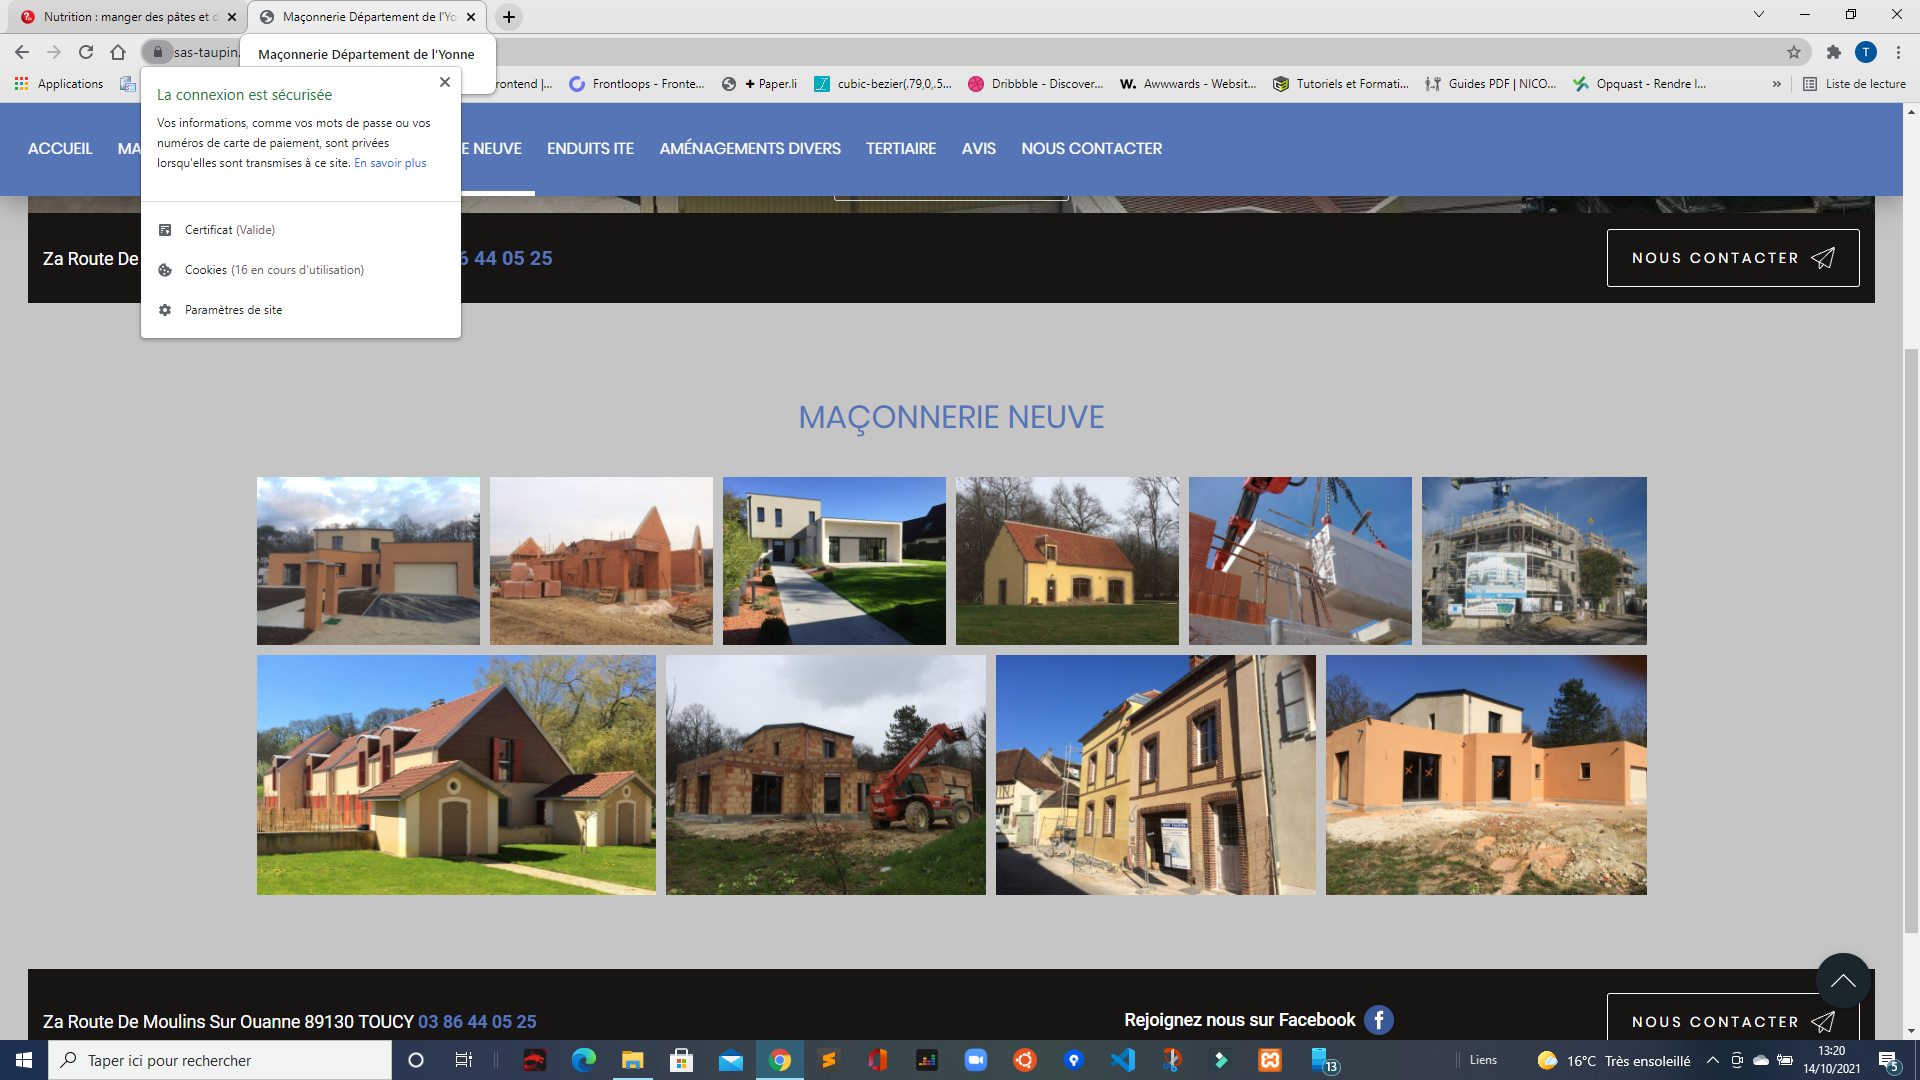 Nutrition : manger des pâtes et d
Maçonnerie Département de l'Yo
sas-taupin.
Maçonnerie Département de l'Yonne
Applications
rontend |...
Frontloops - Fronte...
+ Paper.li
cubic-bezier(.79,0,.5...
Dribbble - Discover...
W. Awwwards - Websit...
Tutoriels et Formati...
Guides PDF | NICO...
Opquast - Rendre l...
»
Liste de lecture
T
La connexion est sécurisée
Vos informations, comme vos mots de passe ou vos
numéros de carte de paiement, sont privées
lorsqu'elles sont transmises à ce site. En savoir plus
Certificat (Valide)
Cookies (16 en cours d'utilisation)
Paramètres de site
ACCUEIL MA E NEUVE ENDUITS ITE AMÉNAGEMENTS DIVERS TERTIAIRE AVIS NOUS CONTACTER
Za Route De 6 44 05 25
NOUS CONTACTER
MAÇONNERIE NEUVE
Za Route De Moulins Sur Ouanne 89130 TOUCY 03 86 44 05 25
Rejoignez nous sur Facebook
NOUS CONTACTER
Taper ici pour rechercher
13
Liens
16°C Très ensoleillé
13:20
14/10/2021
5